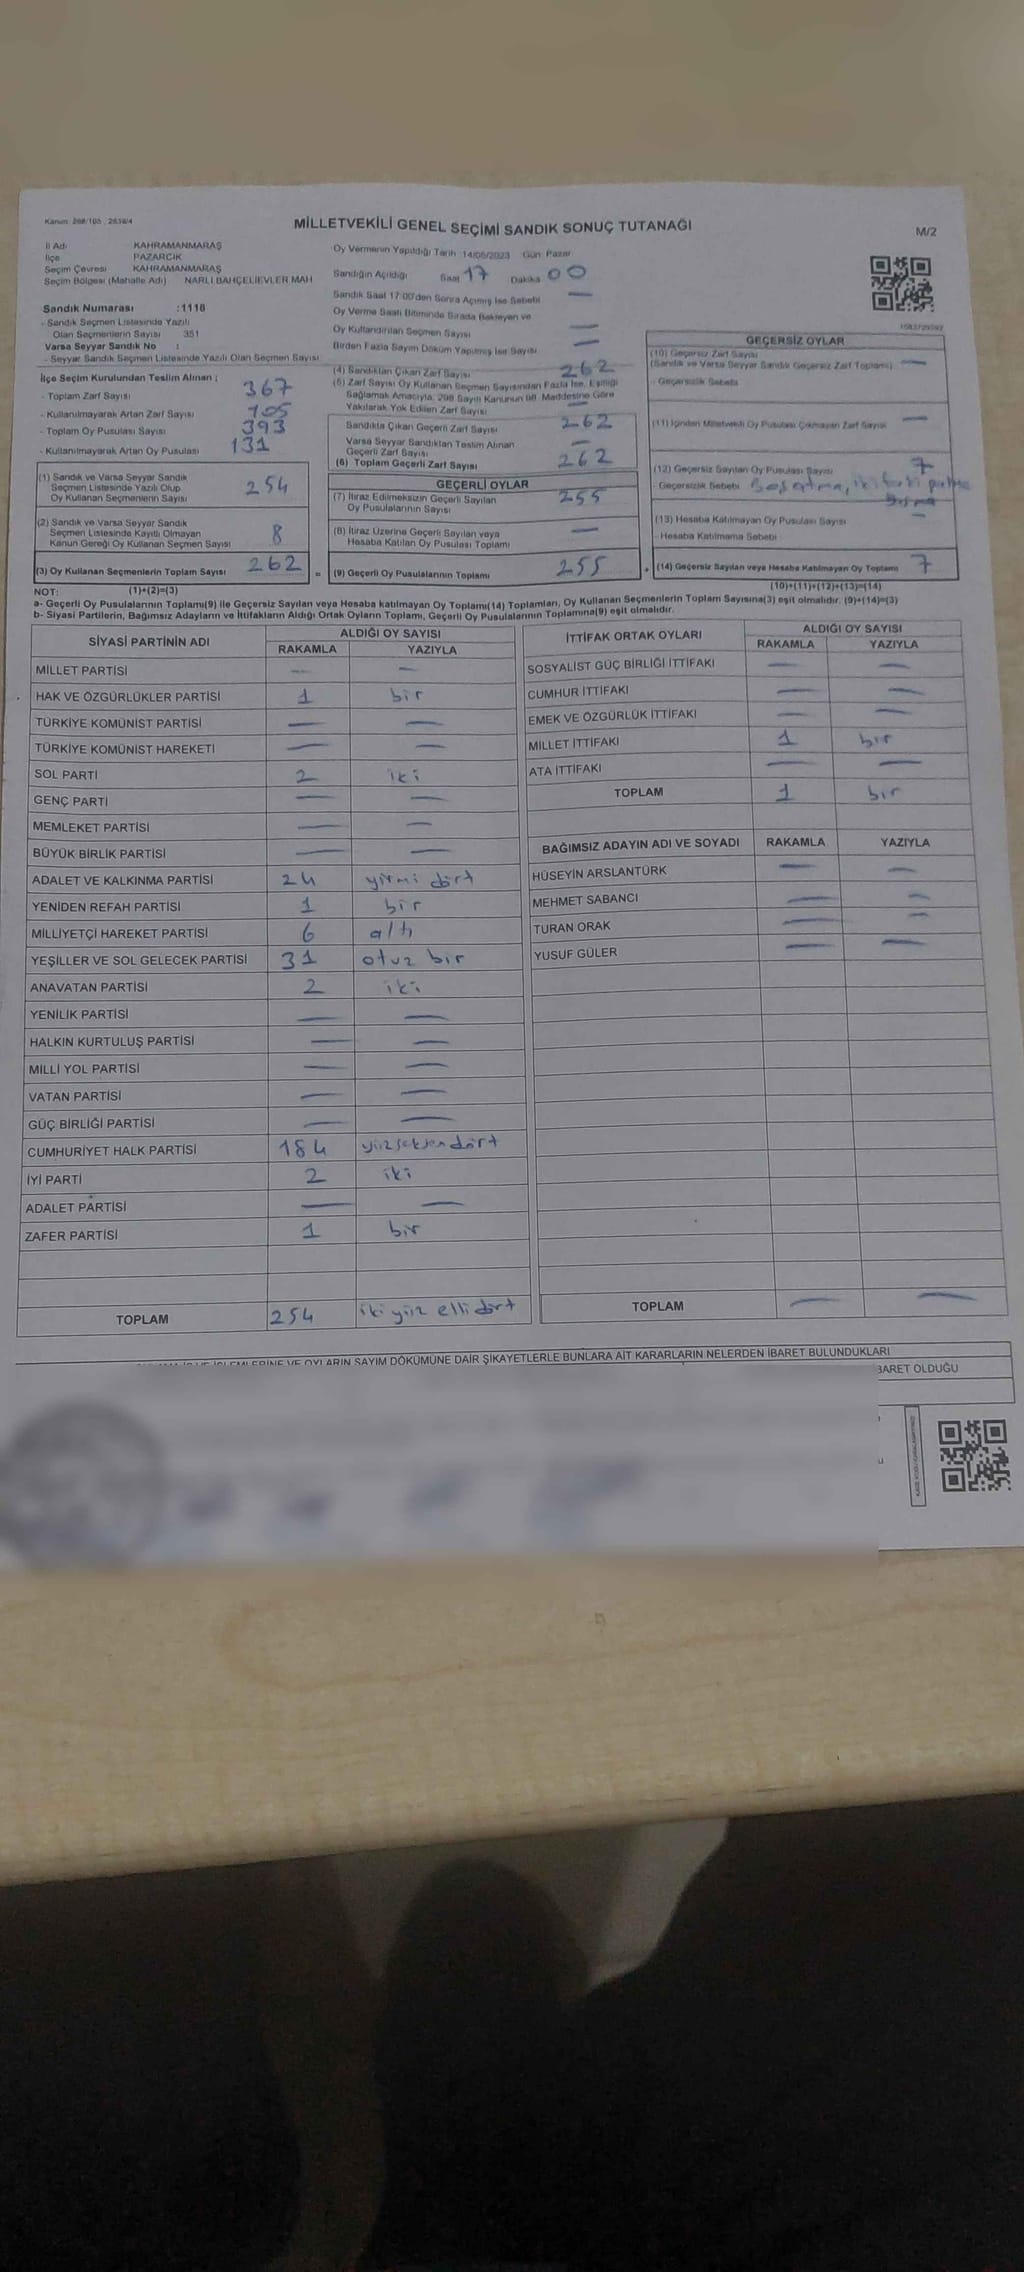 Kanun: 298/105 , 2839/4
MİLLETVEKİLİ GENEL SEÇİMİ SANDIK SONUÇ TUTANAĞI
M/2
İl Adı : KAHRAMANMARAŞ
İlçe : PAZARCIK
Seçim Çevresi : KAHRAMANMARAŞ
Seçim Bölgesi (Mahalle Adı) : NARLI BAHÇELİEVLER MAH
Sandık Numarası :1116
- Sandık Seçmen Listesinde Yazılı
Olan Seçmenlerin Sayısı : 351
Varsa Seyyar Sandık No :
- Seyyar Sandık Seçmen Listesinde Yazılı Olan Seçmen Sayısı:
Oy Vermenin Yapıldığı Tarih 14/05/2023 Gün: Pazar
Sandığın Açıldığı Saat 17 Dakika 00
Sandık Saat 17:00'den Sonra Açılmış İse Sebebi —
Oy Verme Saati Bitiminde Sırada Bekleyen ve
Oy Kullandırılan Seçmen Sayısı —
Birden Fazla Sayım Döküm Yapılmış İse Sayısı —
İlçe Seçim Kurulundan Teslim Alınan :
- Toplam Zarf Sayısı 367
- Kullanılmayarak Artan Zarf Sayısı 105
- Toplam Oy Pusulası Sayısı 393
- Kullanılmayarak Artan Oy Pusulası 131
(1) Sandık ve Varsa Seyyar Sandık
Seçmen Listesinde Yazılı Olup
Oy Kullanan Seçmenlerin Sayısı 254
(2) Sandık ve Varsa Seyyar Sandık
Seçmen Listesinde Kayıtlı Olmayan
Kanun Gereği Oy Kullanan Seçmen Sayısı 8
(3) Oy Kullanan Seçmenlerin Toplam Sayısı 262 =
(4) Sandıktan Çıkan Zarf Sayısı 262
(5) Zarf Sayısı Oy Kullanan Seçmen Sayısından Fazla İse, Eşitliği
Sağlamak Amacıyla, 298 Sayılı Kanunun 98. Maddesine Göre
Yakılarak Yok Edilen Zarf Sayısı —
Sandıkta Çıkan Geçerli Zarf Sayısı 262
Varsa Seyyar Sandıktan Teslim Alınan
Geçerli Zarf Sayısı —
(6) Toplam Geçerli Zarf Sayısı 262
GEÇERLİ OYLAR
(7) İtiraz Edilmeksizin Geçerli Sayılan
Oy Pusulalarının Sayısı 255
(8) İtiraz Üzerine Geçerli Sayılan veya
Hesaba Katılan Oy Pusulası Toplamı —
(9) Geçerli Oy Pusulalarının Toplamı 255 +
GEÇERSİZ OYLAR
(10) Geçersiz Zarf Sayısı
(Sandık ve Varsa Seyyar Sandık Geçersiz Zarf Toplamı) —
- Geçersizlik Sebebi
(11) İçinden Milletvekili Oy Pusulası Çıkmayan Zarf Sayısı —
(12) Geçersiz Sayılan Oy Pusulası Sayısı 7
- Geçersizlik Sebebi
(13) Hesaba Katılmayan Oy Pusulası Sayısı —
- Hesaba Katılmama Sebebi
(14) Geçersiz Sayılan veya Hesaba Katılmayan Oy Toplamı 7
NOT: (1)+(2)=(3) (10)+(11)+(12)+(13)=(14)
a- Geçerli Oy Pusulalarının Toplamı(9) ile Geçersiz Sayılan veya Hesaba katılmayan Oy Toplamı(14) Toplamları, Oy Kullanan Seçmenlerin Toplam Sayısına(3) eşit olmalıdır. (9)+(14)=(3)
b- Siyasi Partilerin, Bağımsız Adayların ve İttifakların Aldığı Ortak Oyların Toplamı, Geçerli Oy Pusulalarının Toplamına(9) eşit olmalıdır.
SİYASİ PARTİNİN ADI ALDIĞI OY SAYISI
RAKAMLA YAZIYLA
MİLLET PARTİSİ — —
HAK VE ÖZGÜRLÜKLER PARTİSİ 1 bir
TÜRKİYE KOMÜNİST PARTİSİ — —
TÜRKİYE KOMÜNİST HAREKETİ — —
SOL PARTİ 2 iki
GENÇ PARTİ — —
MEMLEKET PARTİSİ — —
BÜYÜK BİRLİK PARTİSİ — —
ADALET VE KALKINMA PARTİSİ 24 yirmi dört
YENİDEN REFAH PARTİSİ 1 bir
MİLLİYETÇİ HAREKET PARTİSİ 6 altı
YEŞİLLER VE SOL GELECEK PARTİSİ 31 otuz bir
ANAVATAN PARTİSİ 2 iki
YENİLİK PARTİSİ — —
HALKIN KURTULUŞ PARTİSİ — —
MİLLİ YOL PARTİSİ — —
VATAN PARTİSİ — —
GÜÇ BİRLİĞİ PARTİSİ — —
CUMHURİYET HALK PARTİSİ 184 yüzseksen dört
İYİ PARTİ 2 iki
ADALET PARTİSİ — —
ZAFER PARTİSİ 1 bir
TOPLAM 254 iki yüz elli dört
İTTİFAK ORTAK OYLARI ALDIĞI OY SAYISI
RAKAMLA YAZIYLA
SOSYALİST GÜÇ BİRLİĞİ İTTİFAKI — —
CUMHUR İTTİFAKI — —
EMEK VE ÖZGÜRLÜK İTTİFAKI — —
MİLLET İTTİFAKI 1 bir
ATA İTTİFAKI — —
TOPLAM 1 bir
BAĞIMSIZ ADAYIN ADI VE SOYADI RAKAMLA YAZIYLA
HÜSEYİN ARSLANTÜRK — —
MEHMET SABANCI — —
TURAN ORAK — —
YUSUF GÜLER — —
TOPLAM — —
VE OYLARIN SAYIM DÖKÜMÜNE DAİR ŞİKAYETLERLE BUNLARA AİT KARARLARIN NELERDEN İBARET BULUNDUKLARI
BARET OLDUĞU